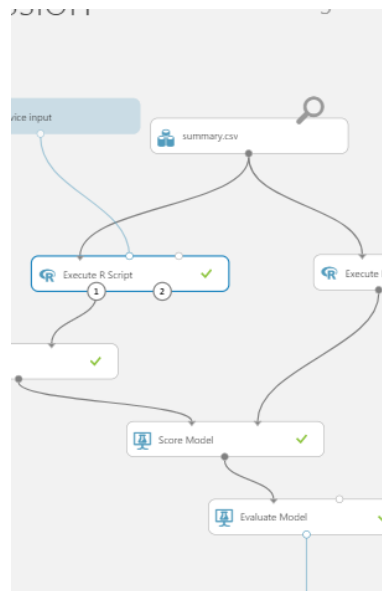 vice input
summary.csv
Execute R Script
Execute
1
2
Score Model
Evaluate Model